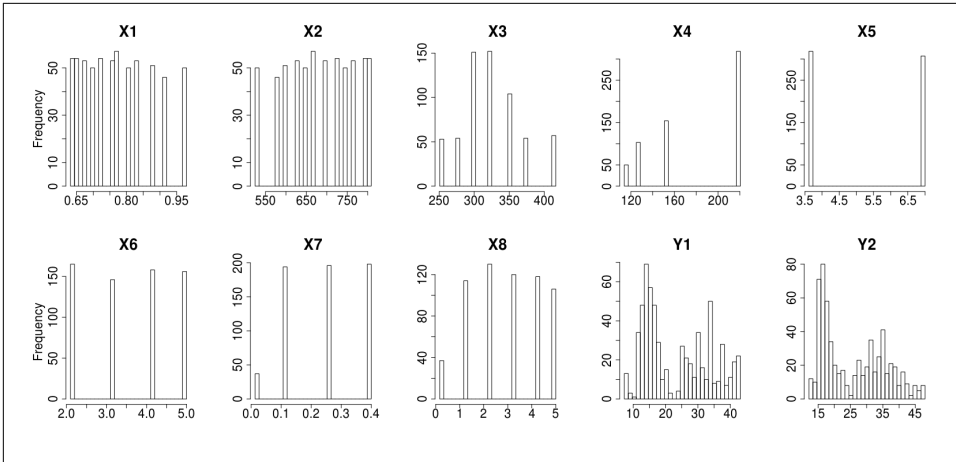 X1 X2 X3 X4 X5
Frequency
0 10 30 50
0.65 0.80 0.95
0 10 30 50
550 650 750
0 50 100 150
250 300 350 400
0 50 150 250
120 160 200
0 50 150 250
3.5 4.5 5.5 6.5
X6 X7 X8 Y1 Y2
Frequency
0 50 100 150
2.0 3.0 4.0 5.0
0 50 100 150 200
0.0 0.1 0.2 0.3 0.4
0 40 80 120
0 1 2 3 4 5
0 20 40 60
10 20 30 40
0 20 40 60 80
15 25 35 45